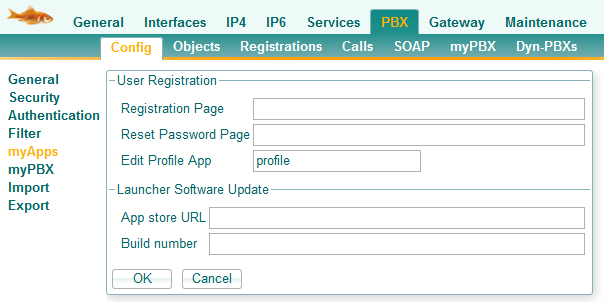 General Interfaces IP4 IP6 Services PBX Gateway Maintenance
Config Objects Registrations Calls SOAP myPBX Dyn-PBXs
General
Security
Authentication
Filter
myApps
myPBX
Import
Export
User Registration
Registration Page
Reset Password Page
Edit Profile App profile
Launcher Software Update
App store URL
Build number
OK Cancel